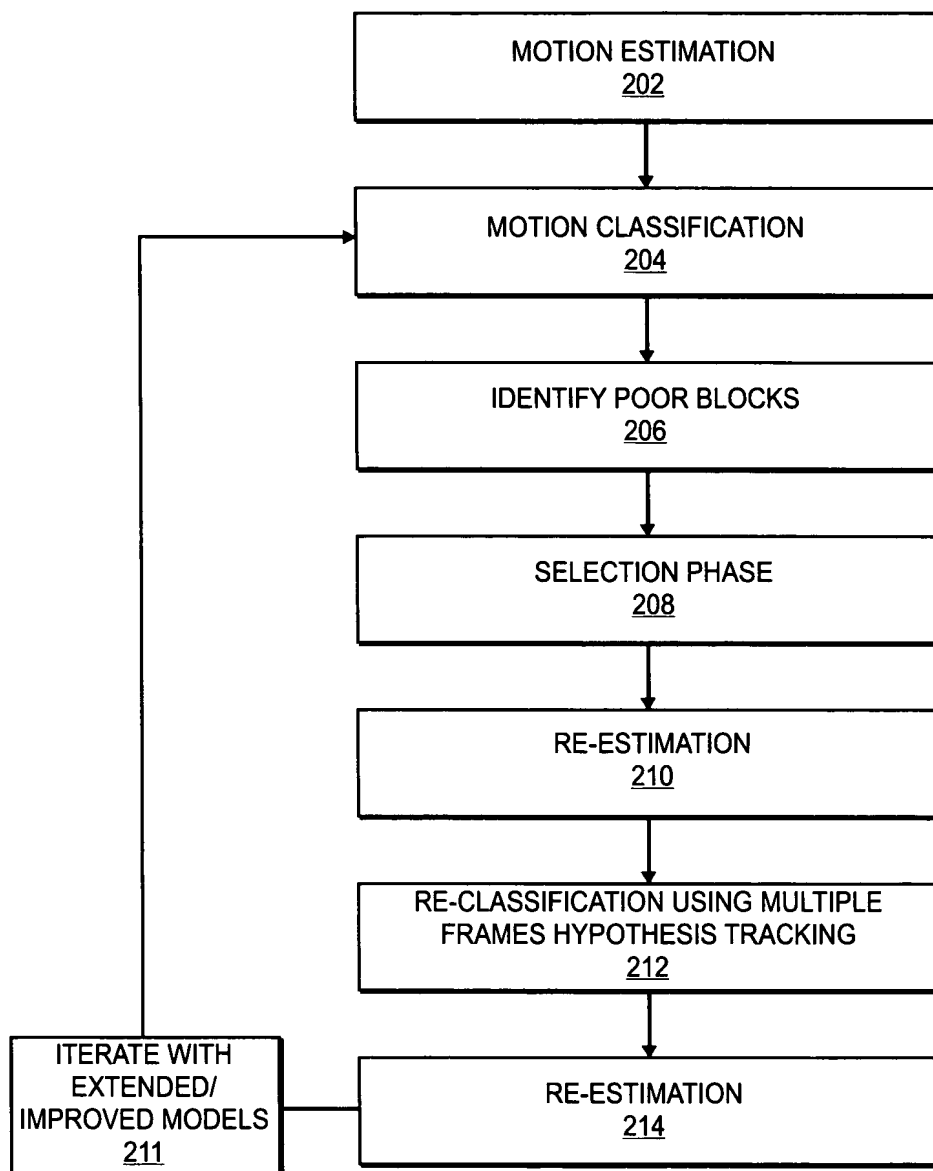 MOTION ESTIMATION
202
MOTION CLASSIFICATION
204
IDENTIFY POOR BLOCKS
206
SELECTION PHASE
208
RE-ESTIMATION
210
RE-CLASSIFICATION USING MULTIPLE
FRAMES HYPOTHESIS TRACKING
212
ITERATE WITH
EXTENDED/
IMPROVED MODELS
211
RE-ESTIMATION
214